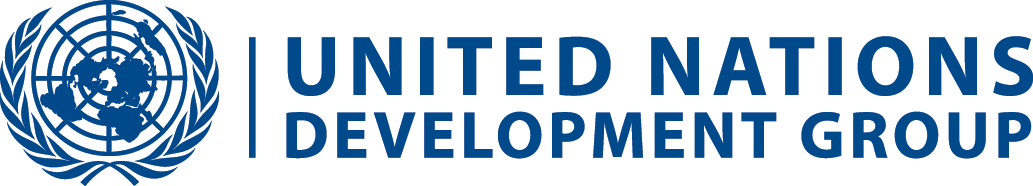 UNITED NATIONS
DEVELOPMENT GROUP